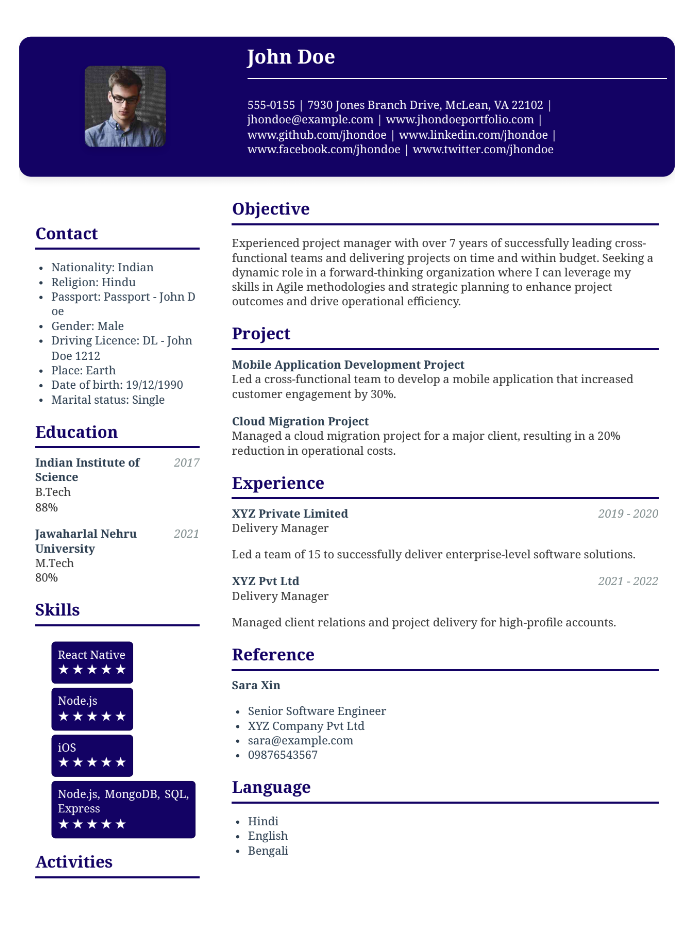 John Doe
555-0155 | 7930 Jones Branch Drive, McLean, VA 22102 |
jhondoe@example.com | www.jhondoeportfolio.com |
www.github.com/jhondoe | www.linkedin.com/jhondoe |
www.facebook.com/jhondoe | www.twitter.com/jhondoe
Contact
• Nationality: Indian
• Religion: Hindu
• Passport: Passport - John D
oe
• Gender: Male
• Driving Licence: DL - John
Doe 1212
• Place: Earth
• Date of birth: 19/12/1990
• Marital status: Single
Education
Indian Institute of 2017
Science
B.Tech
88%
Jawaharlal Nehru 2021
University
M.Tech
80%
Skills
React Native
★ ★ ★ ★ ★
Node.js
★ ★ ★ ★ ★
iOS
★ ★ ★ ★ ★
Node.js, MongoDB, SQL,
Express
★ ★ ★ ★ ★
Activities
Objective
Experienced project manager with over 7 years of successfully leading cross-
functional teams and delivering projects on time and within budget. Seeking a
dynamic role in a forward-thinking organization where I can leverage my
skills in Agile methodologies and strategic planning to enhance project
outcomes and drive operational efficiency.
Project
Mobile Application Development Project
Led a cross-functional team to develop a mobile application that increased
customer engagement by 30%.
Cloud Migration Project
Managed a cloud migration project for a major client, resulting in a 20%
reduction in operational costs.
Experience
XYZ Private Limited 2019 - 2020
Delivery Manager
Led a team of 15 to successfully deliver enterprise-level software solutions.
XYZ Pvt Ltd 2021 - 2022
Delivery Manager
Managed client relations and project delivery for high-profile accounts.
Reference
Sara Xin
• Senior Software Engineer
• XYZ Company Pvt Ltd
• sara@example.com
• 09876543567
Language
• Hindi
• English
• Bengali